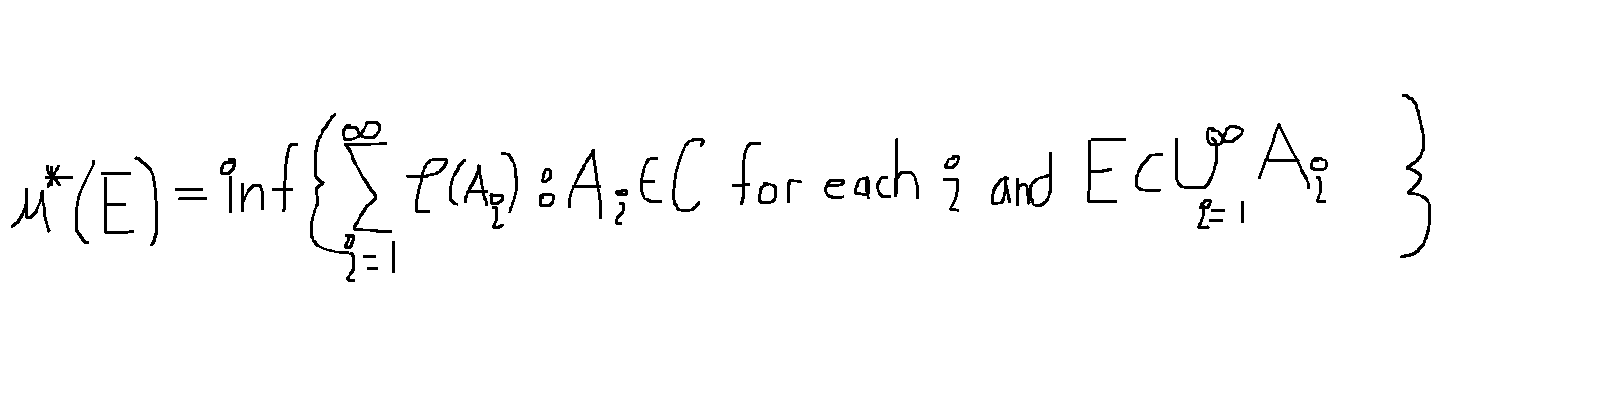 μ*(E) = inf{ ∑_{i=1}^{∞} τ(A_i) : A_i ∈ C for each i and E ⊂ ∪_{i=1}^{∞} A_i }